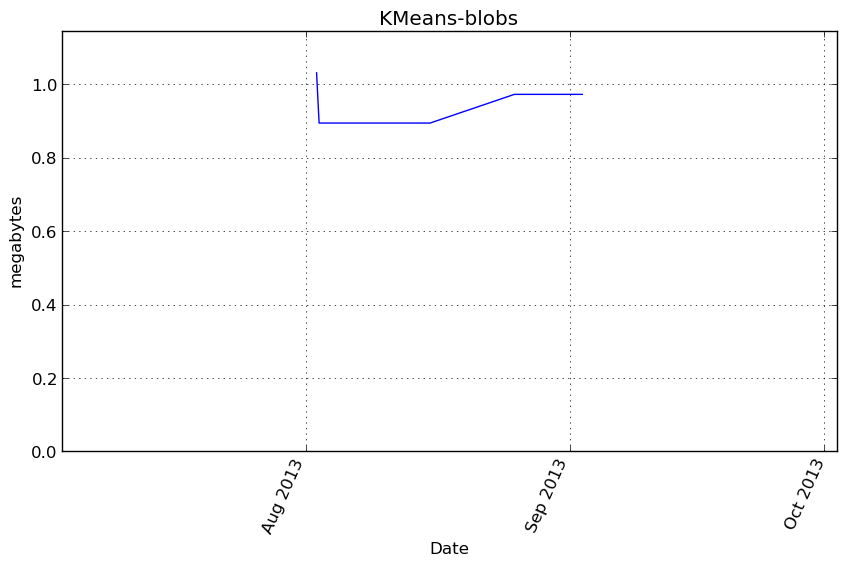 KMeans-blobs
megabytes
1.0
0.8
0.6
0.4
0.2
0.0
Aug 2013
Sep 2013
Oct 2013
Date